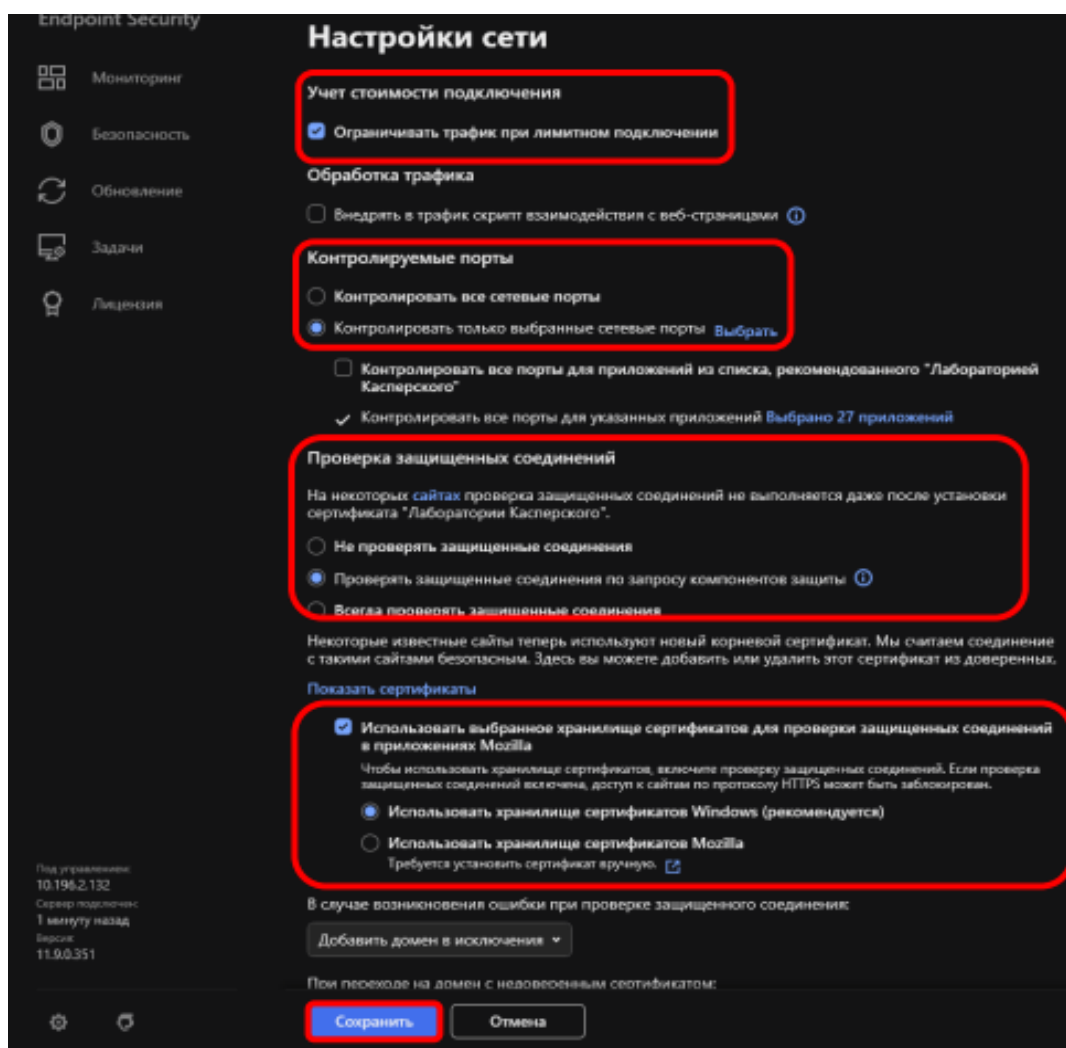 Endpoint Security
Мониторинг
Безопасность
Обновление
Задачи
Лицензия
Под управлением:
10.196.2.132
Сервер подключен:
1 минуту назад
Версия:
11.9.0.351
Настройки сети
Учет стоимости подключения
Ограничивать трафик при лимитном подключении
Обработка трафика
Внедрять в трафик скрипт взаимодействия с веб-страницами
Контролируемые порты
Контролировать все сетевые порты
Контролировать только выбранные сетевые порты Выбрать
Контролировать все порты для приложений из списка, рекомендованного "Лабораторией
Касперского"
Контролировать все порты для указанных приложений Выбрано 27 приложений
Проверка защищенных соединений
На некоторых сайтах проверка защищенных соединений не выполняется даже после установки
сертификата "Лаборатории Касперского".
Не проверять защищенные соединения
Проверять защищенные соединения по запросу компонентов защиты
Всегда проверять защищенные соединения
Некоторые известные сайты теперь используют новый корневой сертификат. Мы считаем соединение
с такими сайтами безопасным. Здесь вы можете добавить или удалить этот сертификат из доверенных.
Показать сертификаты
Использовать выбранное хранилище сертификатов для проверки защищенных соединений
в приложениях Mozilla
Чтобы использовать хранилище сертификатов, включите проверку защищенных соединений. Если проверка
защищенных соединений включена, доступ к сайтам по протоколу HTTPS может быть заблокирован.
Использовать хранилище сертификатов Windows (рекомендуется)
Использовать хранилище сертификатов Mozilla
Требуется установить сертификат вручную.
В случае возникновения ошибки при проверке защищенного соединения:
Добавить домен в исключения
При переходе на домен с недоверенным сертификатом:
Сохранить
Отмена